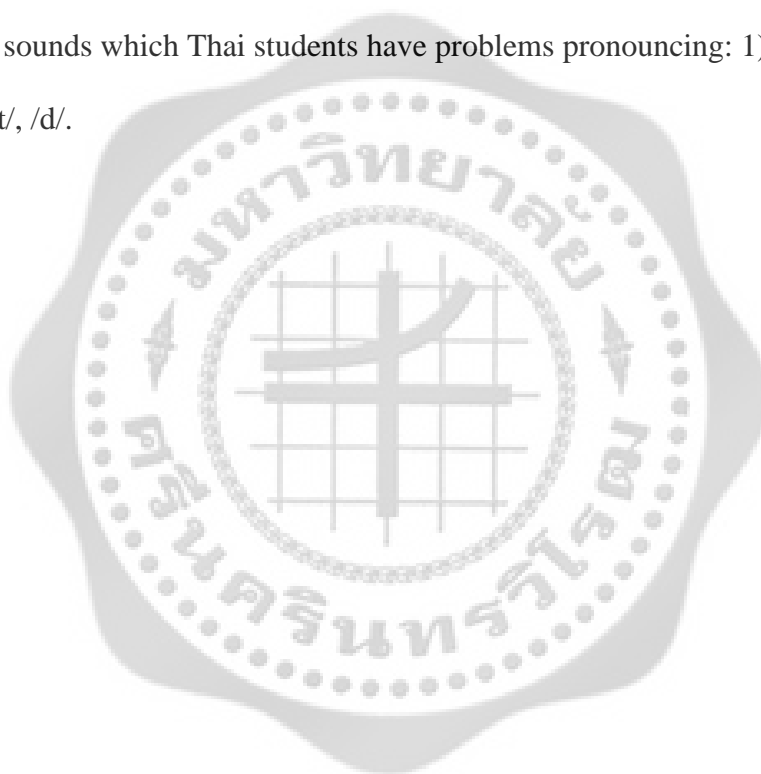 sounds which Thai students have problems pronouncing: 1)
/, /d/.
มหาวิทยาลัย
ศรีนครินทรวิโรฒ